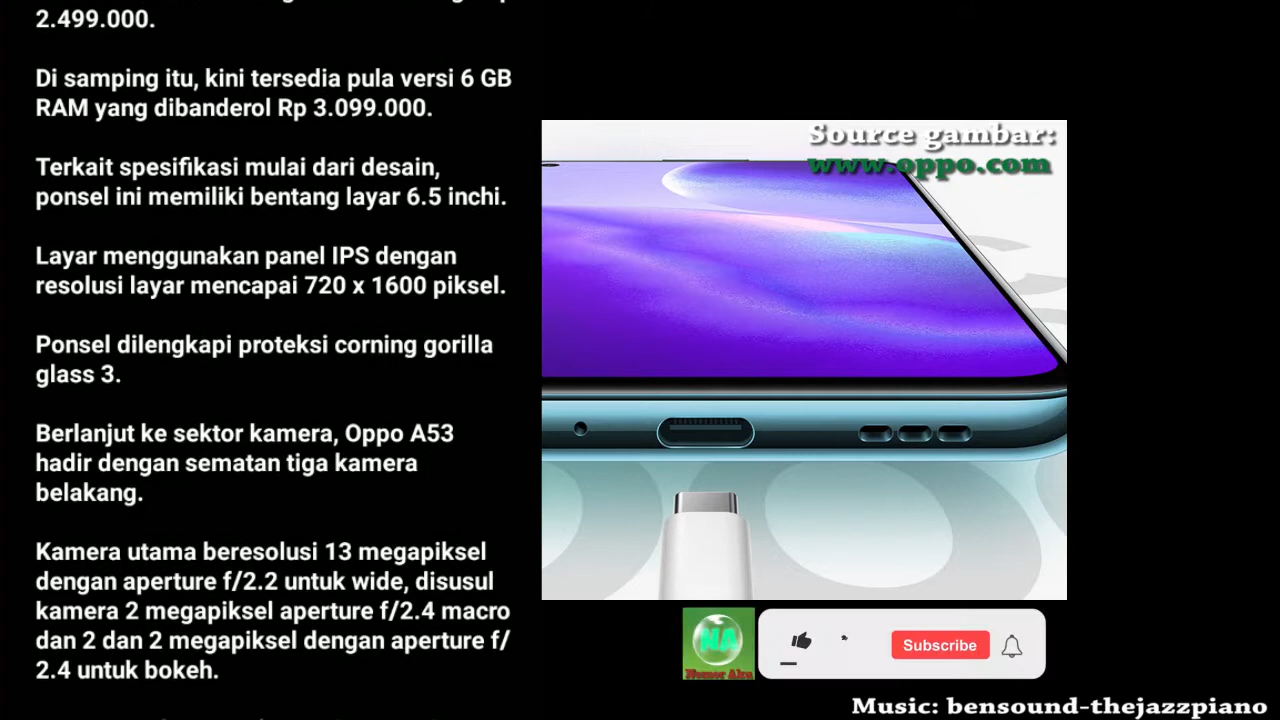 2.499.000.
Di samping itu, kini tersedia pula versi 6 GB
RAM yang dibanderol Rp 3.099.000.
Terkait spesifikasi mulai dari desain,
ponsel ini memiliki bentang layar 6.5 inchi.
Layar menggunakan panel IPS dengan
resolusi layar mencapai 720 x 1600 piksel.
Ponsel dilengkapi proteksi corning gorilla
glass 3.
Berlanjut ke sektor kamera, Oppo A53
hadir dengan sematan tiga kamera
belakang.
Kamera utama beresolusi 13 megapiksel
dengan aperture f/2.2 untuk wide, disusul
kamera 2 megapiksel aperture f/2.4 macro
dan 2 dan 2 megapiksel dengan aperture f/
2.4 untuk bokeh.
Source gambar:
www.oppo.com
NA
Nomor Aku
Subscribe
Music: bensound-thejazzpiano